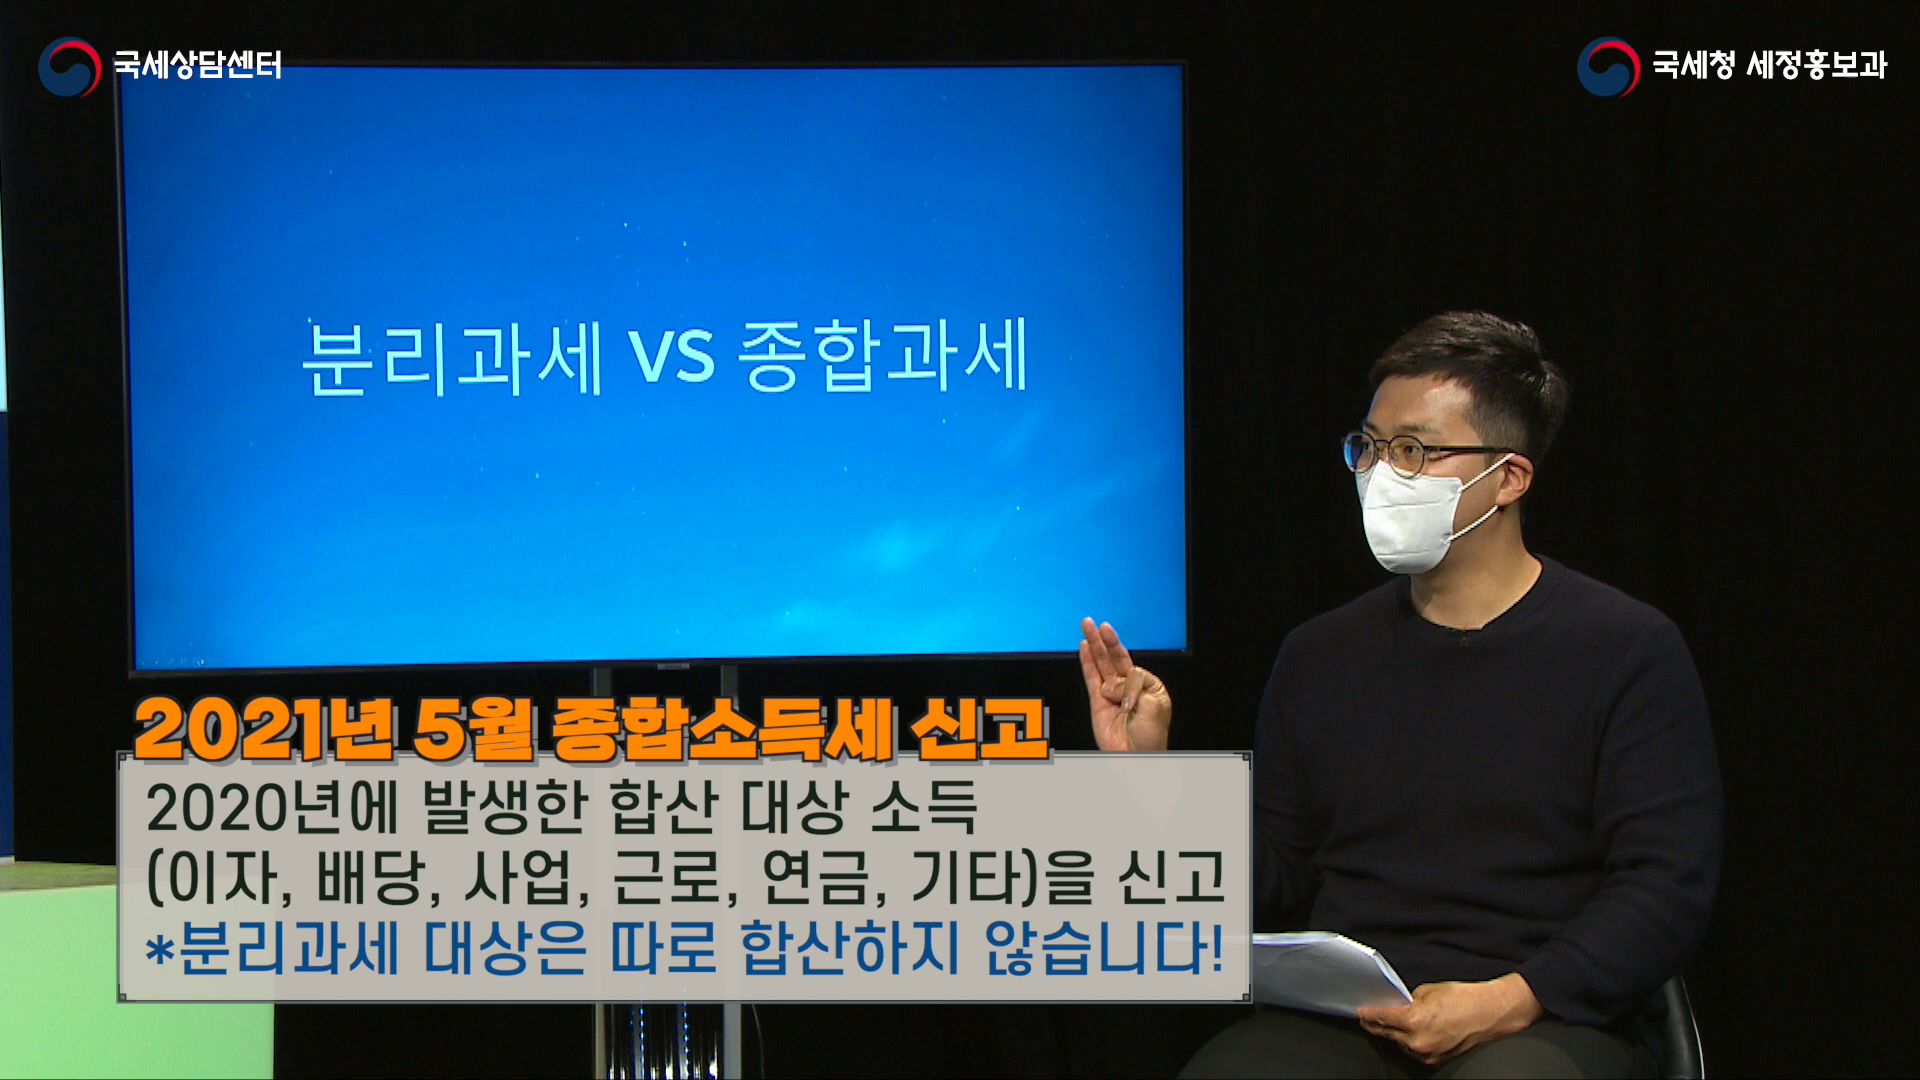 국세상담센터
국세청 세정홍보과
분리과세 VS 종합과세
2021년 5월 종합소득세 신고
2020년에 발생한 합산 대상 소득
(이자, 배당, 사업, 근로, 연금, 기타)을 신고
*분리과세 대상은 따로 합산하지 않습니다!